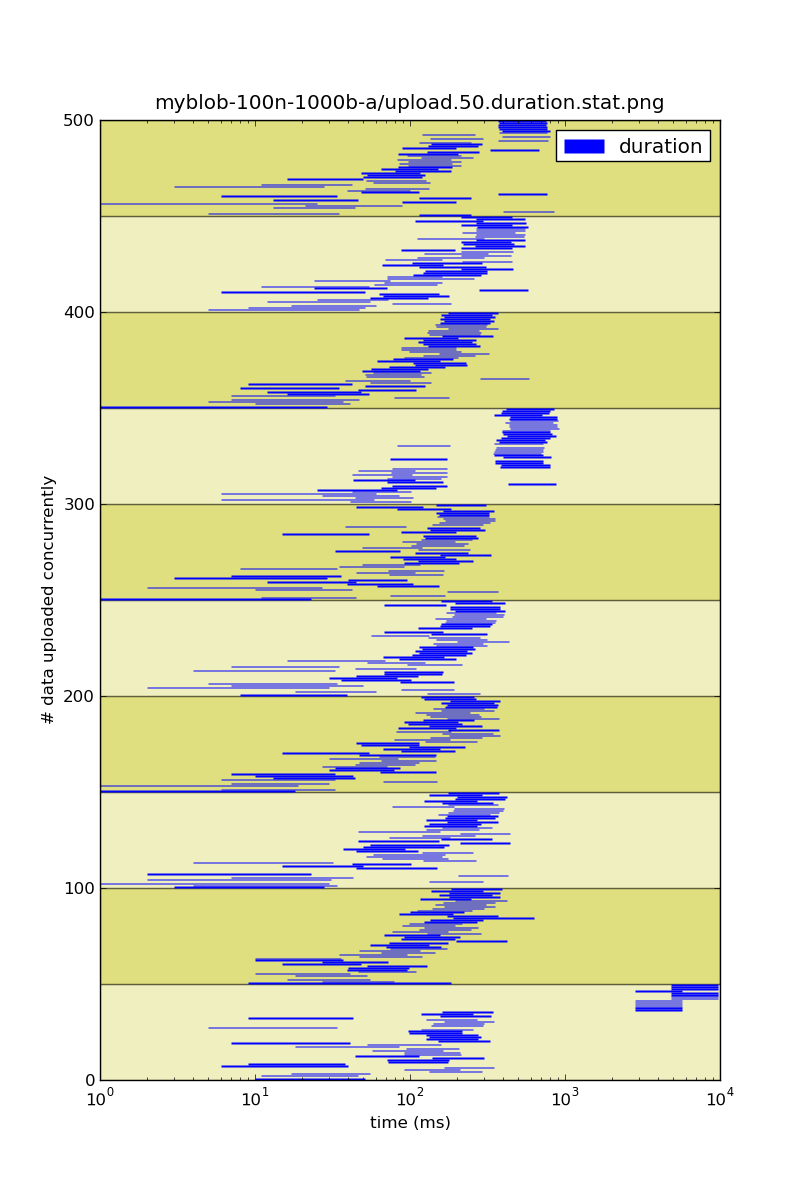 myblob-100n-1000b-a/upload.50.duration.stat.png
duration
500
400
300
200
100
0
# data uploaded concurrently
10^0 10^1 10^2 10^3 10^4
time (ms)